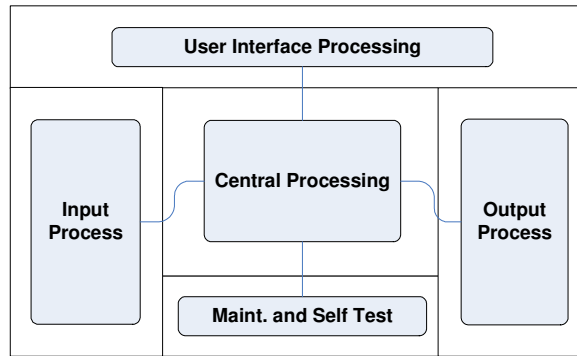 User Interface Processing
Central Processing
Input
Process
Output
Process
Maint. and Self Test